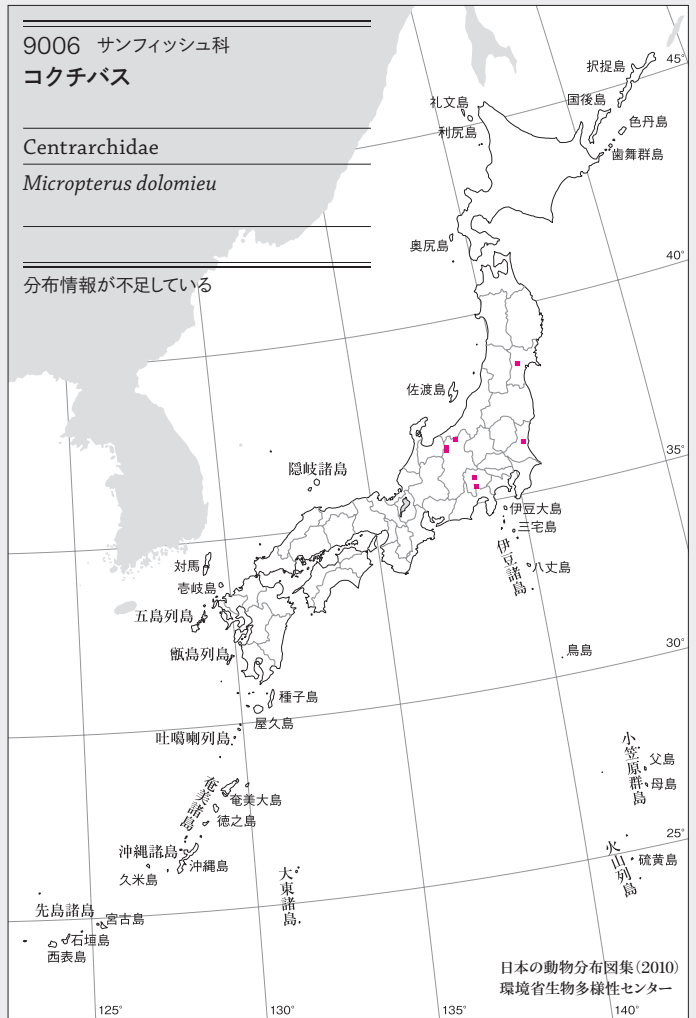 9006 サンフィッシュ科
コクチバス
Centrarchidae
Micropterus dolomieu
分布情報が不足している
択捉島
45°
礼文島
国後島
利尻島
色丹島
歯舞群島
奥尻島
40°
佐渡島
35°
隠岐諸島
伊豆大島
三宅島
伊豆諸島
八丈島
対馬
壱岐島
五島列島
甑島列島
鳥島
30°
種子島
屋久島
吐噶喇列島
小笠原群島
父島
母島
奄美諸島
奄美大島
徳之島
25°
沖縄諸島
沖縄島
久米島
火山列島
硫黄島
大東諸島
先島諸島
宮古島
石垣島
西表島
日本の動物分布図集(2010)
環境省生物多様性センター
125°
130°
135°
140°